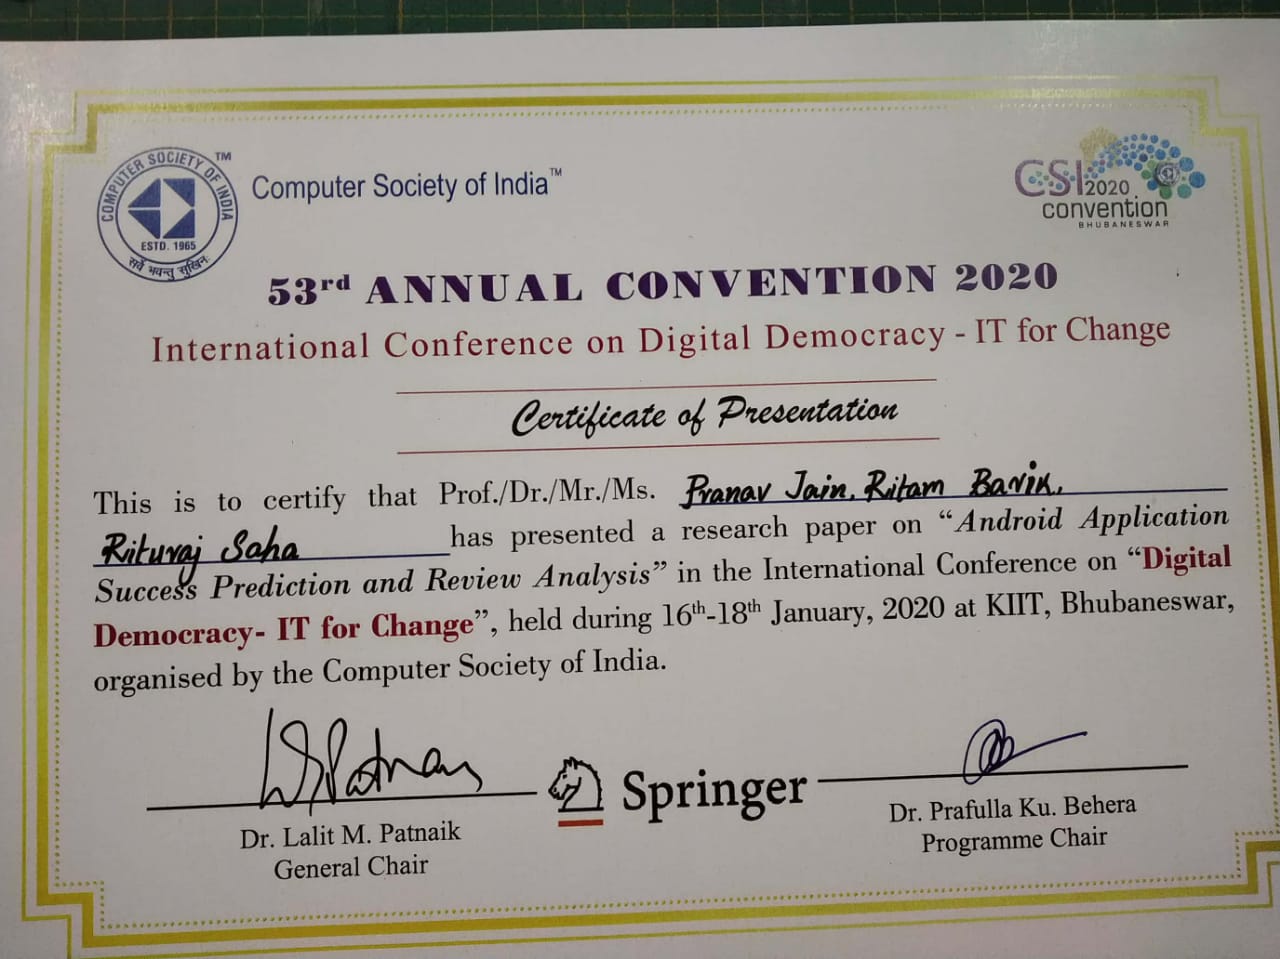 COMPUTER SOCIETY OF INDIA
TM
ESTD. 1965
सर्वे भवन्तु सुखिनः
Computer Society of India™
CSI 2020
convention
BHUBANESWAR
53rd ANNUAL CONVENTION 2020
International Conference on Digital Democracy - IT for Change
Certificate of Presentation
This is to certify that Prof./Dr./Mr./Ms. Pranav Jain, Ritam Barik,
Rituraj Saha has presented a research paper on “Android Application
Success Prediction and Review Analysis” in the International Conference on “Digital
Democracy- IT for Change”, held during 16th-18th January, 2020 at KIIT, Bhubaneswar,
organised by the Computer Society of India.
Springer
Dr. Lalit M. Patnaik
General Chair
Dr. Prafulla Ku. Behera
Programme Chair